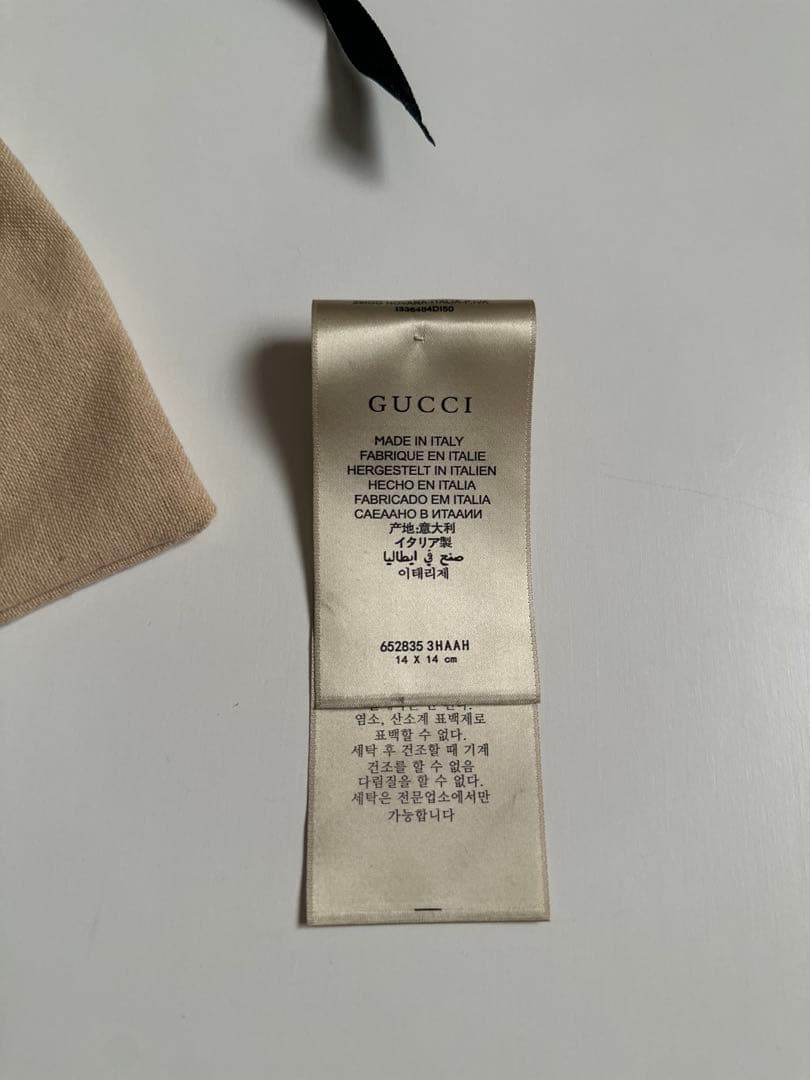 1336484DI50
GUCCI
MADE IN ITALY
FABRIQUE EN ITALIE
HERGESTELT IN ITALIEN
HECHO EN ITALIA
FABRICADO EM ITALIA
CAEAAHO B ИTAAИИ
产地:意大利
イタリア製
صنع في ايطاليا
이태리제
652835 3HAAH
14 X 14 cm
염소, 산소계 표백제로
표백할 수 없다.
세탁 후 건조할 때 기계
건조를 할 수 없음
다림질을 할 수 없다.
세탁은 전문업소에서만
가능합니다